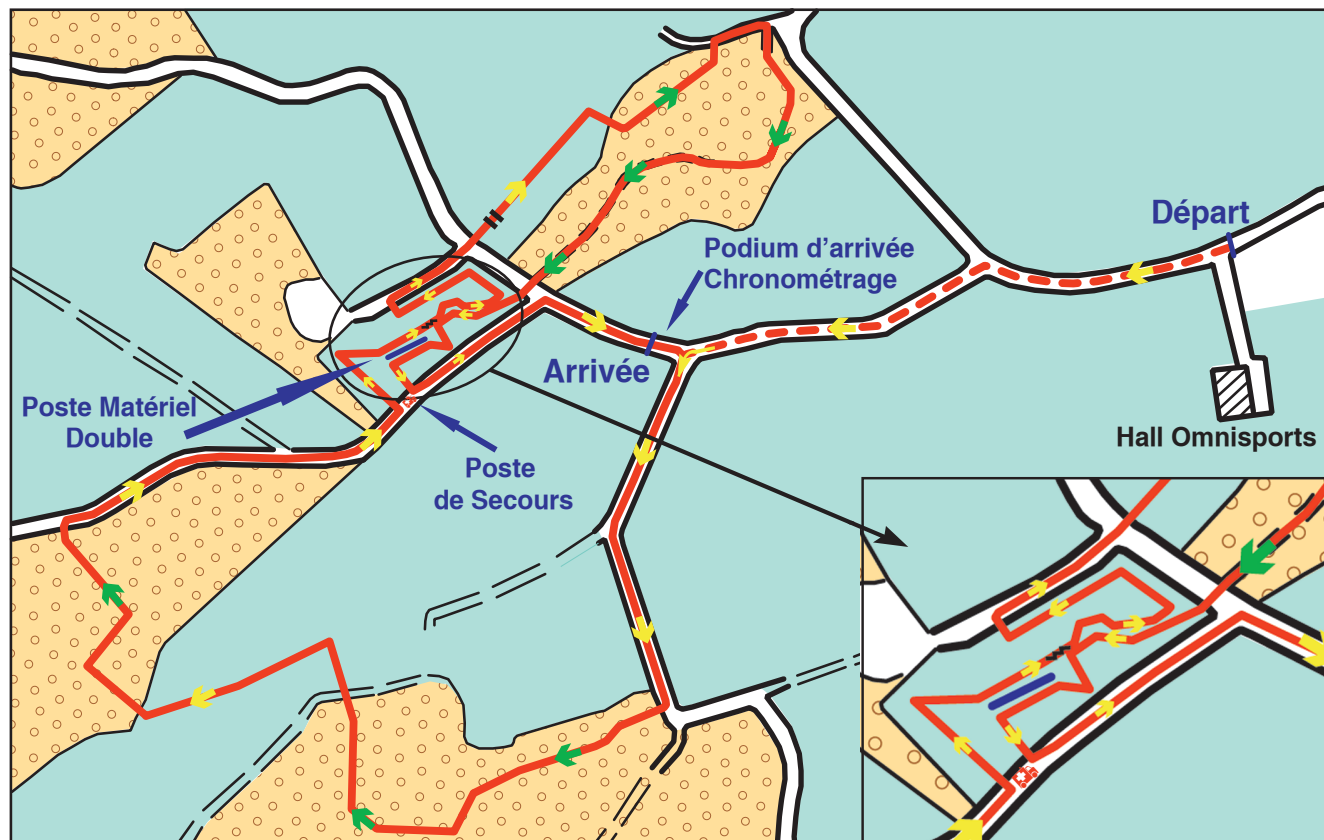 Départ
Podium d'arrivée
Chronométrage
Arrivée
Poste Matériel
Double
Hall Omnisports
Poste
de Secours